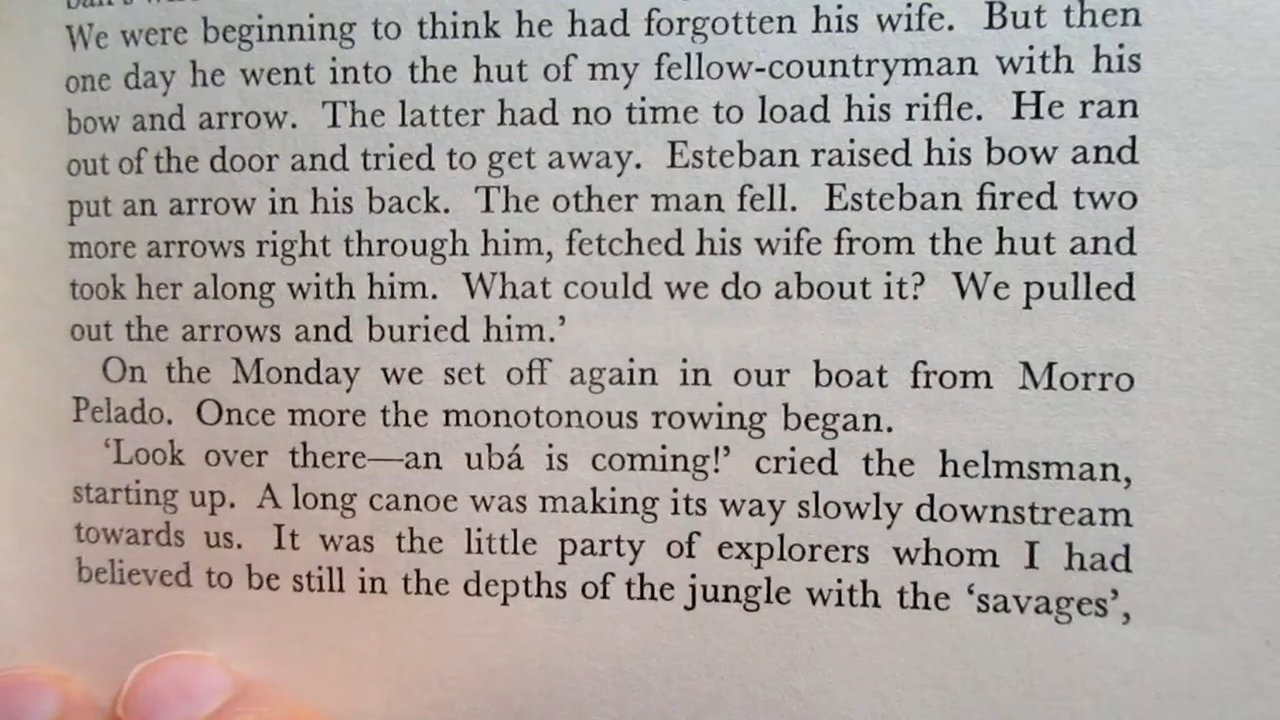 We were beginning to think he had forgotten his wife. But then
one day he went into the hut of my fellow-countryman with his
bow and arrow. The latter had no time to load his rifle. He ran
out of the door and tried to get away. Esteban raised his bow and
put an arrow in his back. The other man fell. Esteban fired two
more arrows right through him, fetched his wife from the hut and
took her along with him. What could we do about it? We pulled
out the arrows and buried him.’
On the Monday we set off again in our boat from Morro
Pelado. Once more the monotonous rowing began.
‘Look over there—an ubá is coming!’ cried the helmsman,
starting up. A long canoe was making its way slowly downstream
towards us. It was the little party of explorers whom I had
believed to be still in the depths of the jungle with the ‘savages’,